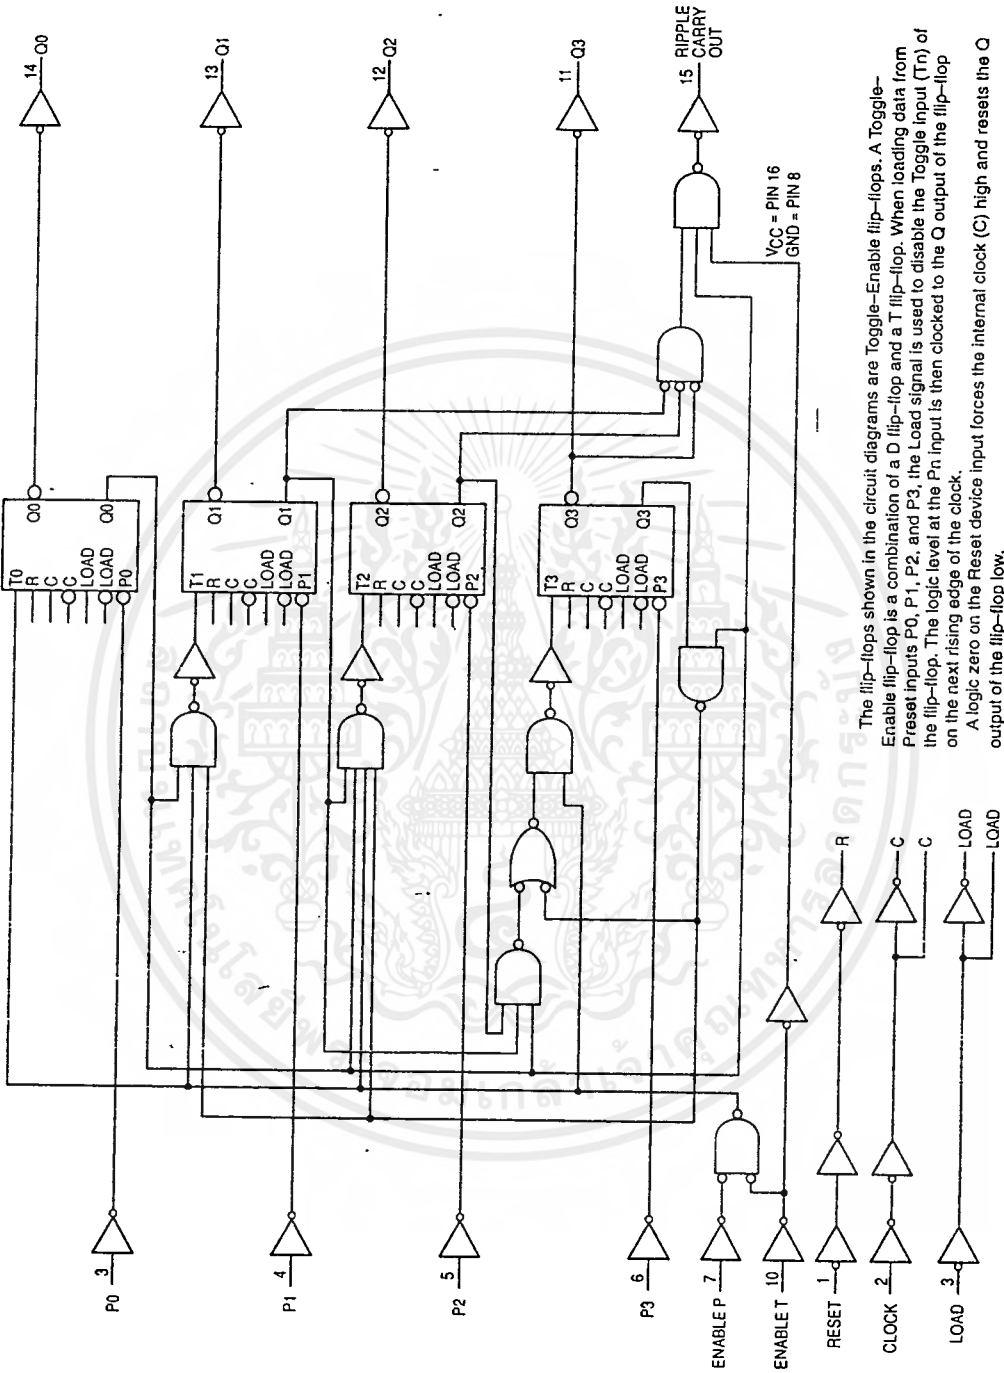 P0 3
P1 4
P2 5
P3 6
ENABLE P 7
ENABLE T 10
RESET 1
CLOCK 2
LOAD 3
R
C
C
LOAD
LOAD
T0
R
C
C
LOAD
LOAD
P0
Q0
Q0
T1
R
C
C
LOAD
LOAD
P1
Q1
Q1
T2
R
C
C
LOAD
LOAD
P2
Q2
Q2
T3
R
C
C
LOAD
LOAD
P3
Q3
Q3
14 Q0
13 Q1
12 Q2
11 Q3
15 RIPPLE
CARRY
OUT
VCC = PIN 16
GND = PIN 8
The flip–flops shown in the circuit diagrams are Toggle–Enable flip–flops. A Toggle–
Enable flip–flop is a combination of a D flip–flop and a T flip–flop. When loading data from
Preset inputs P0, P1, P2, and P3, the Load signal is used to disable the Toggle input (Tn) of
the flip–flop. The logic level at the Pn input is then clocked to the Q output of the flip–flop
on the next rising edge of the clock.
A logic zero on the Reset device input forces the internal clock (C) high and resets the Q
output of the flip–flop low.